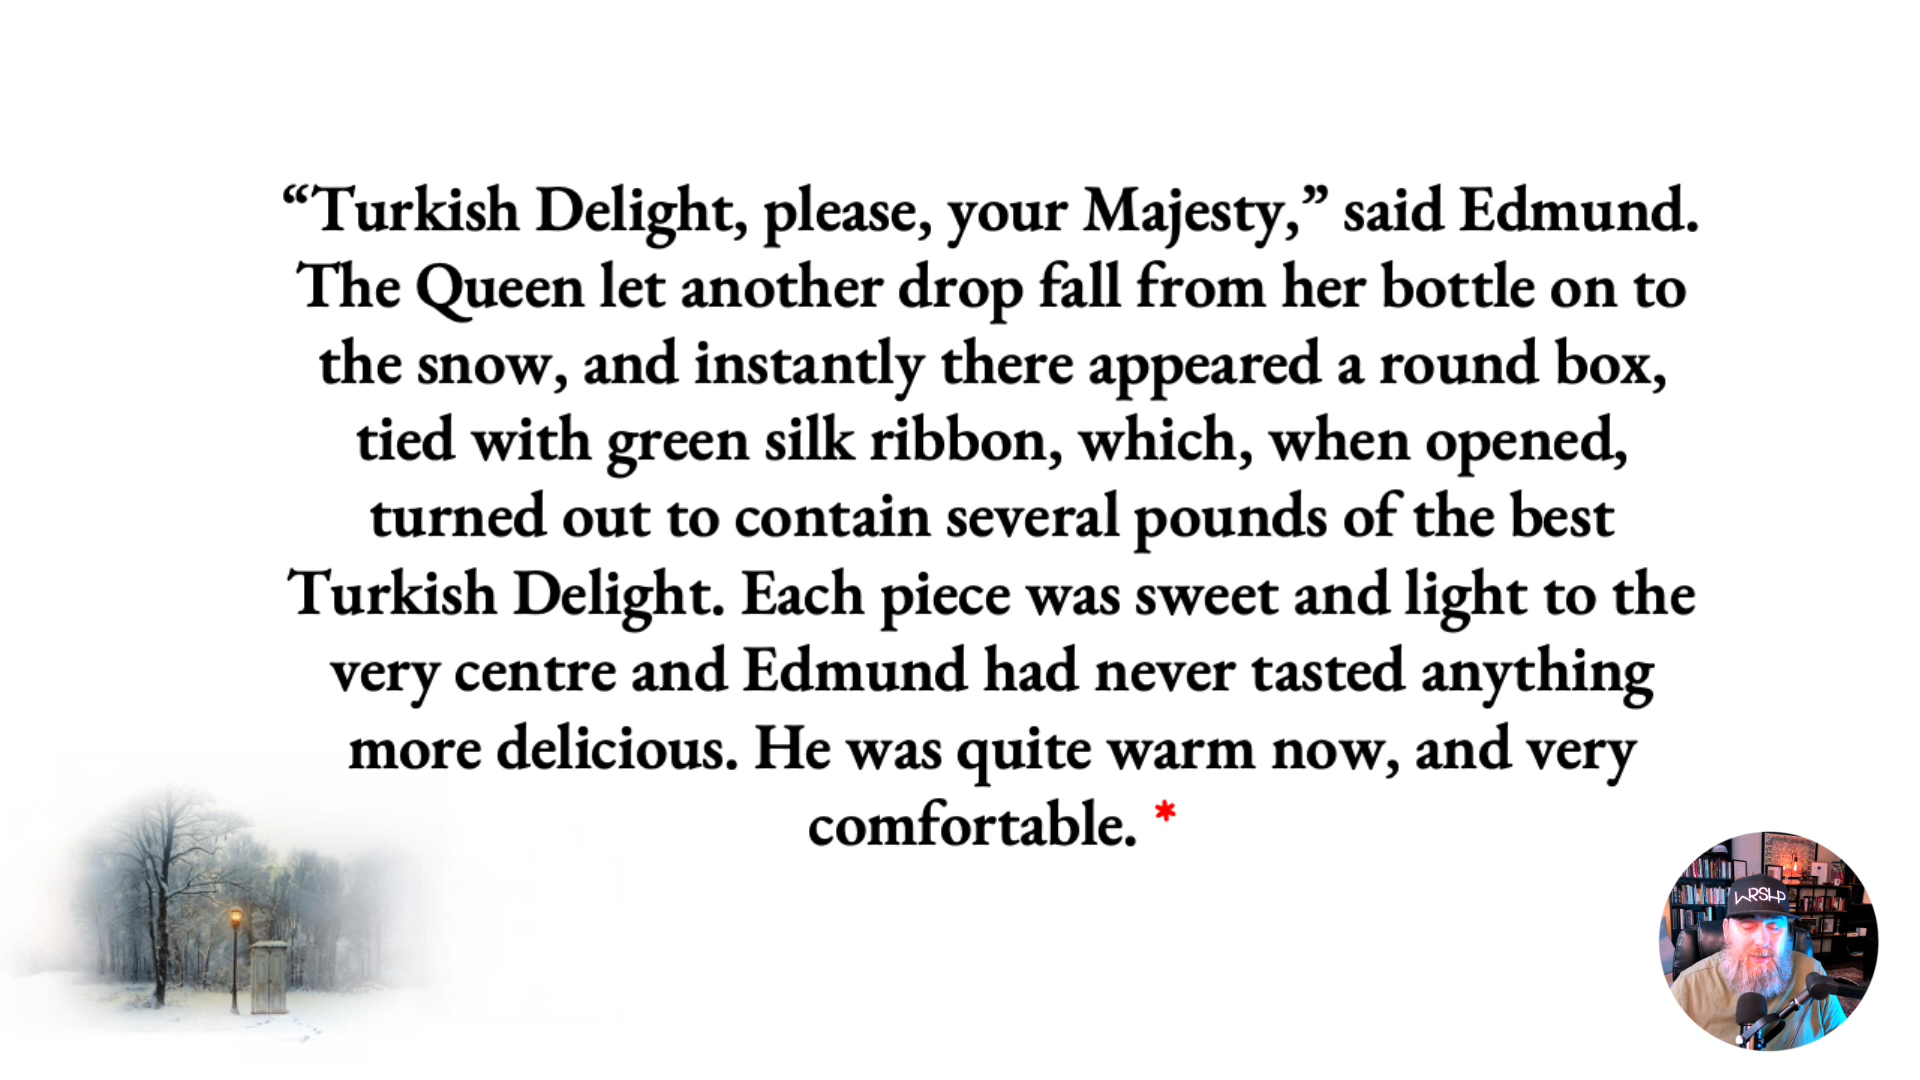 “Turkish Delight, please, your Majesty,” said Edmund.
The Queen let another drop fall from her bottle on to
the snow, and instantly there appeared a round box,
tied with green silk ribbon, which, when opened,
turned out to contain several pounds of the best
Turkish Delight. Each piece was sweet and light to the
very centre and Edmund had never tasted anything
more delicious. He was quite warm now, and very
comfortable. *
WRSHP